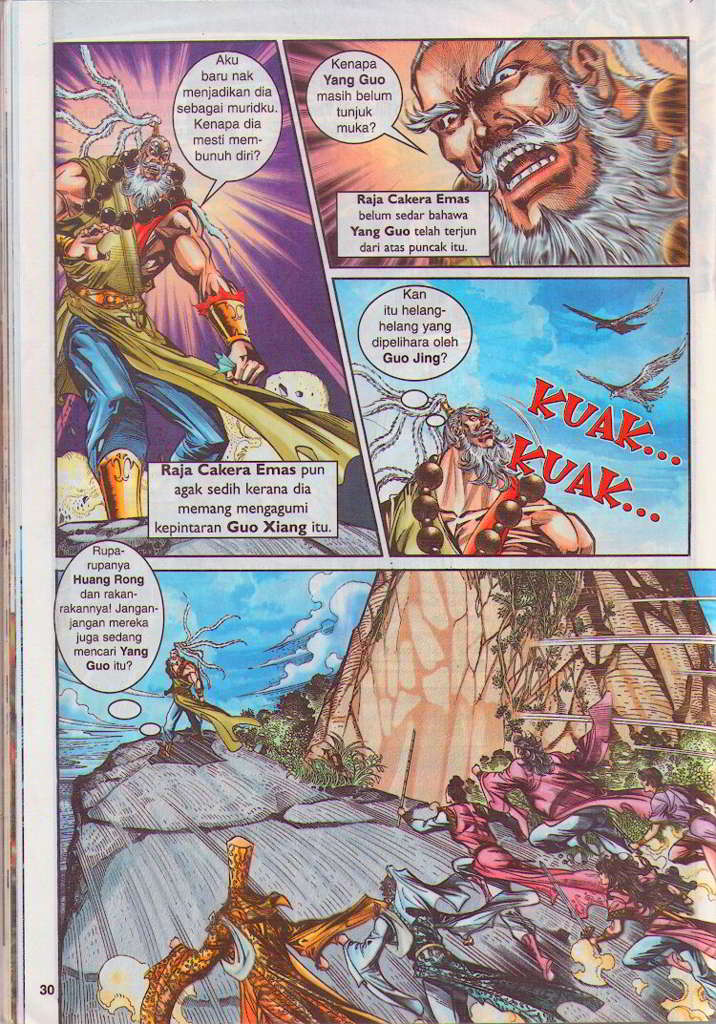 Aku
baru nak
menjadikan dia
sebagai muridku.
Kenapa dia
mesti mem-
bunuh diri?
Raja Cakera Emas pun
agak sedih kerana dia
memang mengagumi
kepintaran Guo Xiang itu.
Kenapa
Yang Guo
masih belum
tunjuk
muka?
Raja Cakera Emas
belum sedar bahawa
Yang Guo telah terjun
dari atas puncak itu.
Kan
itu helang-
helang yang
dipelihara oleh
Guo Jing?
KUAK...
KUAK...
Rupa-
rupanya
Huang Rong
dan rakan-
rakannya! Jangan-
jangan mereka
juga sedang
mencari Yang
Guo itu?
30